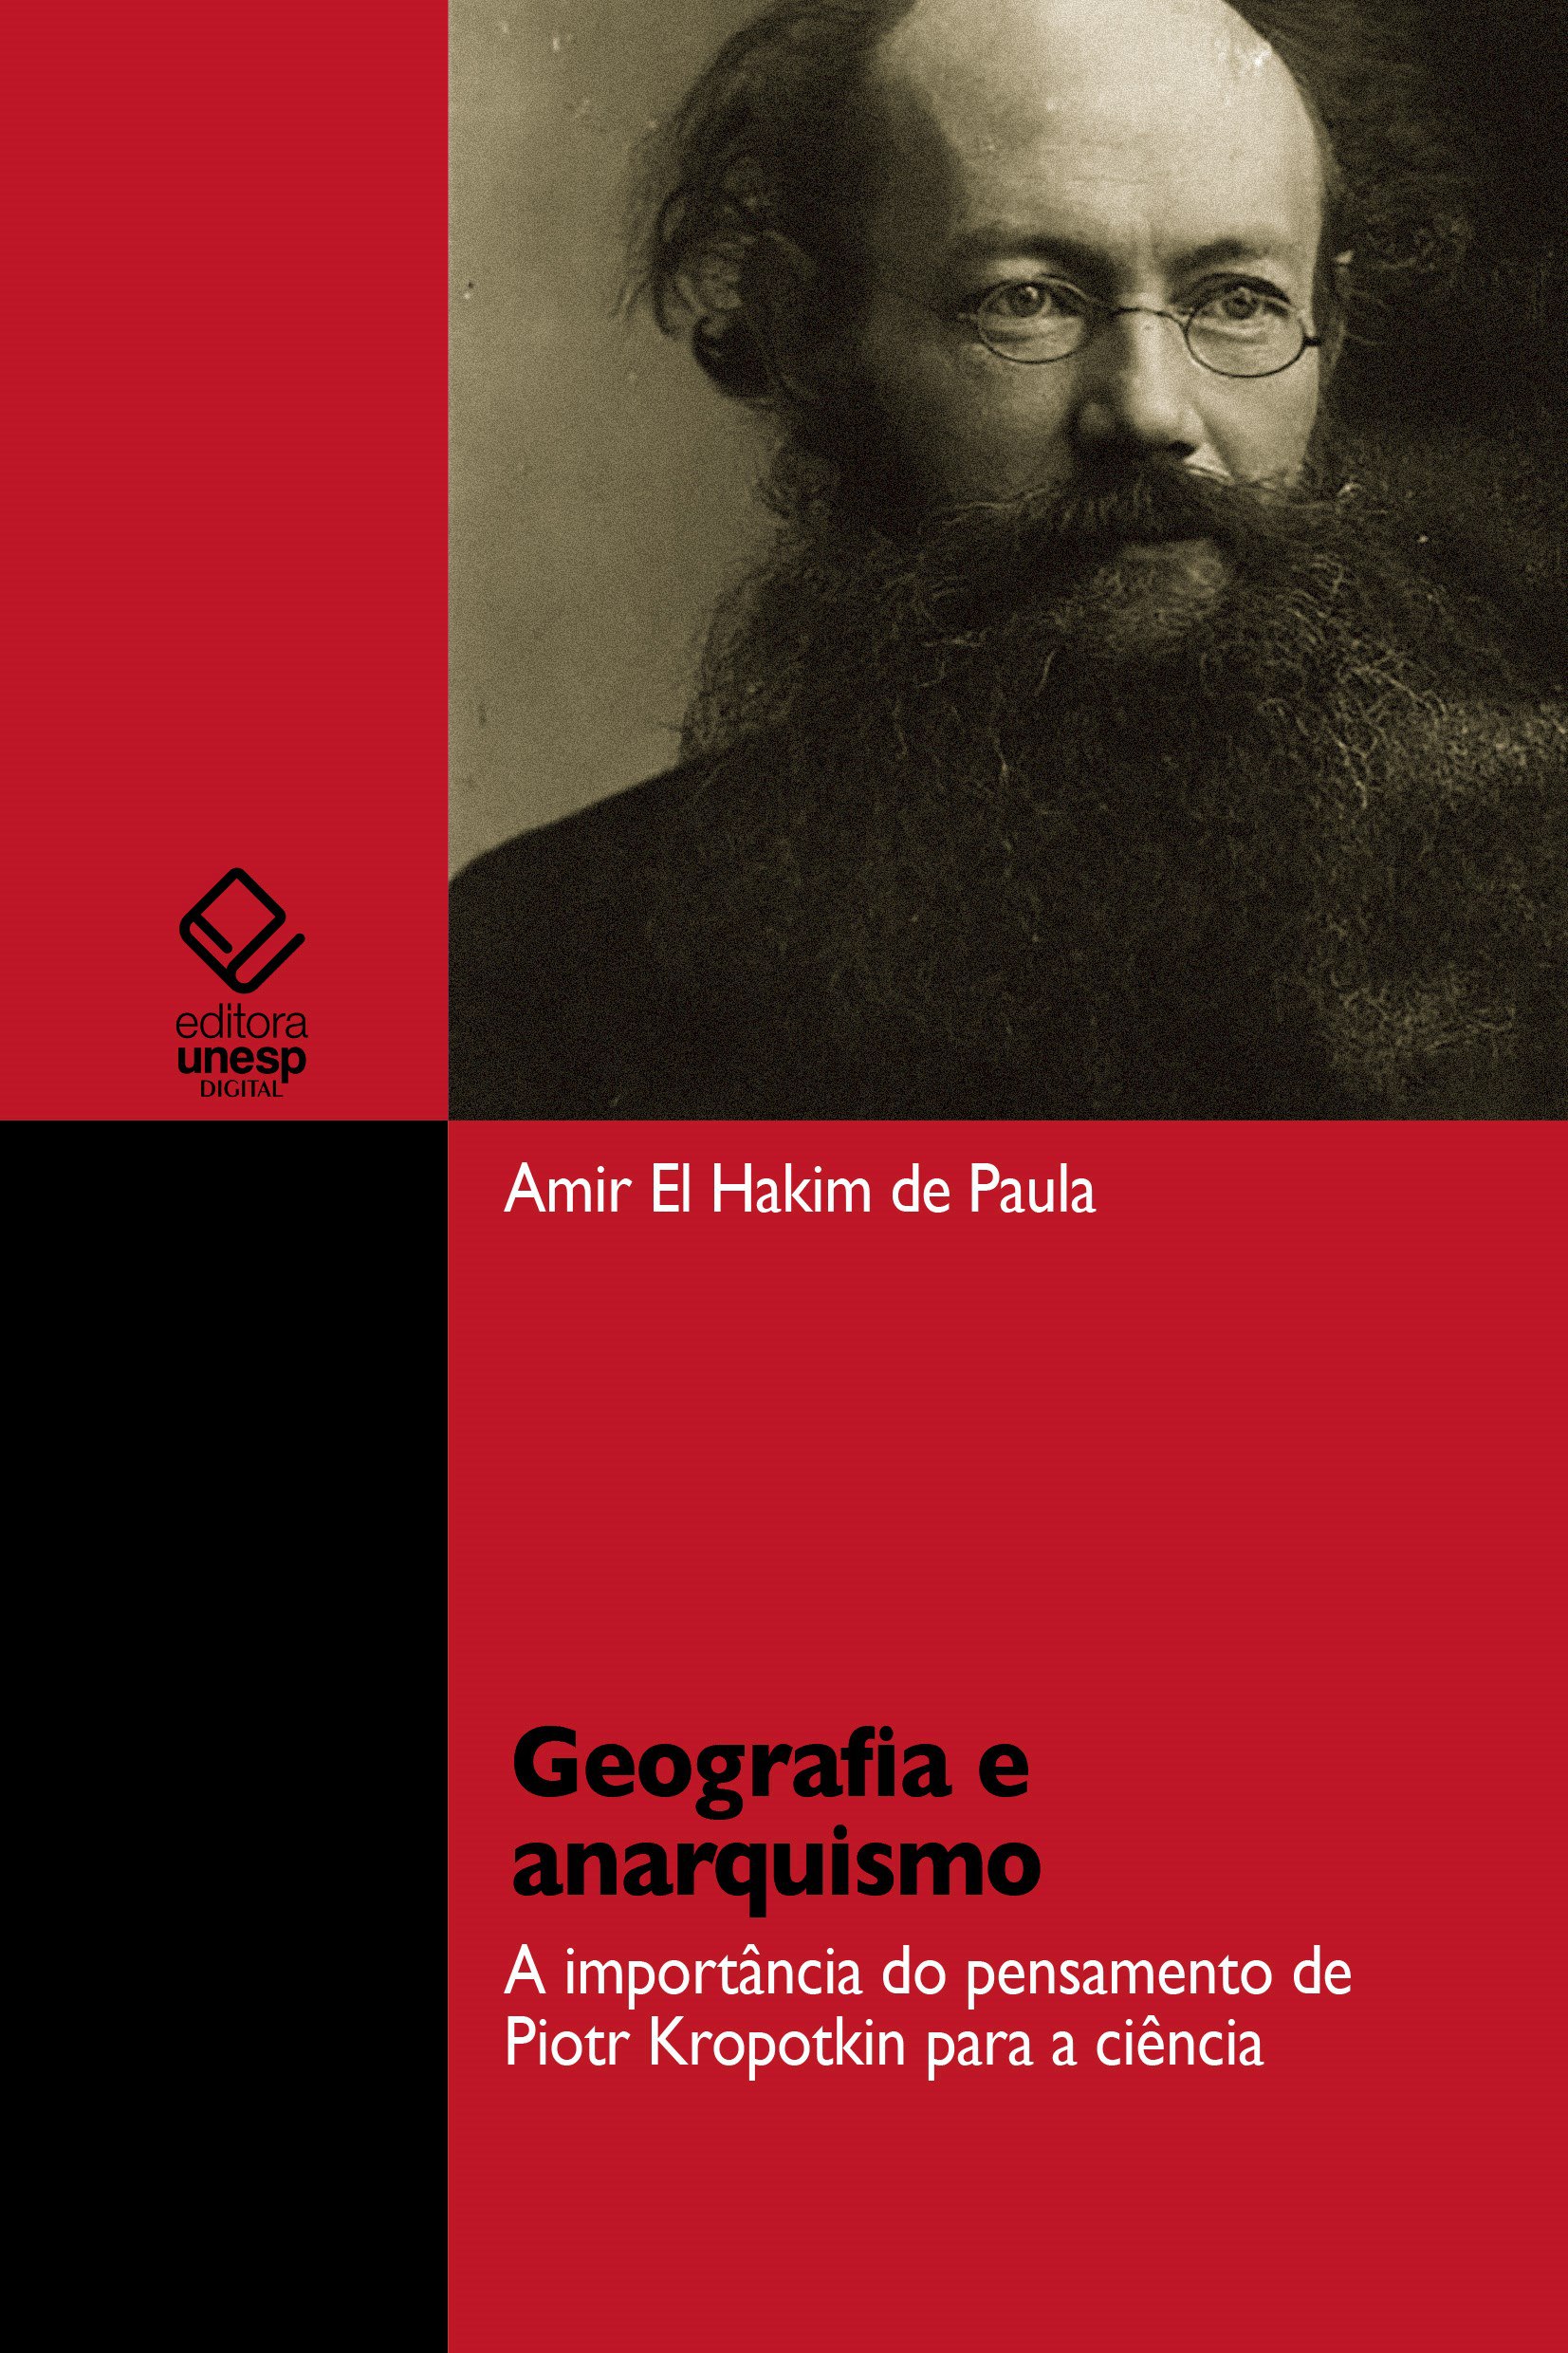 editora
unesp
DIGITAL
Amir El Hakim de Paula
Geografia e
anarquismo
A importância do pensamento de
Piotr Kropotkin para a ciência